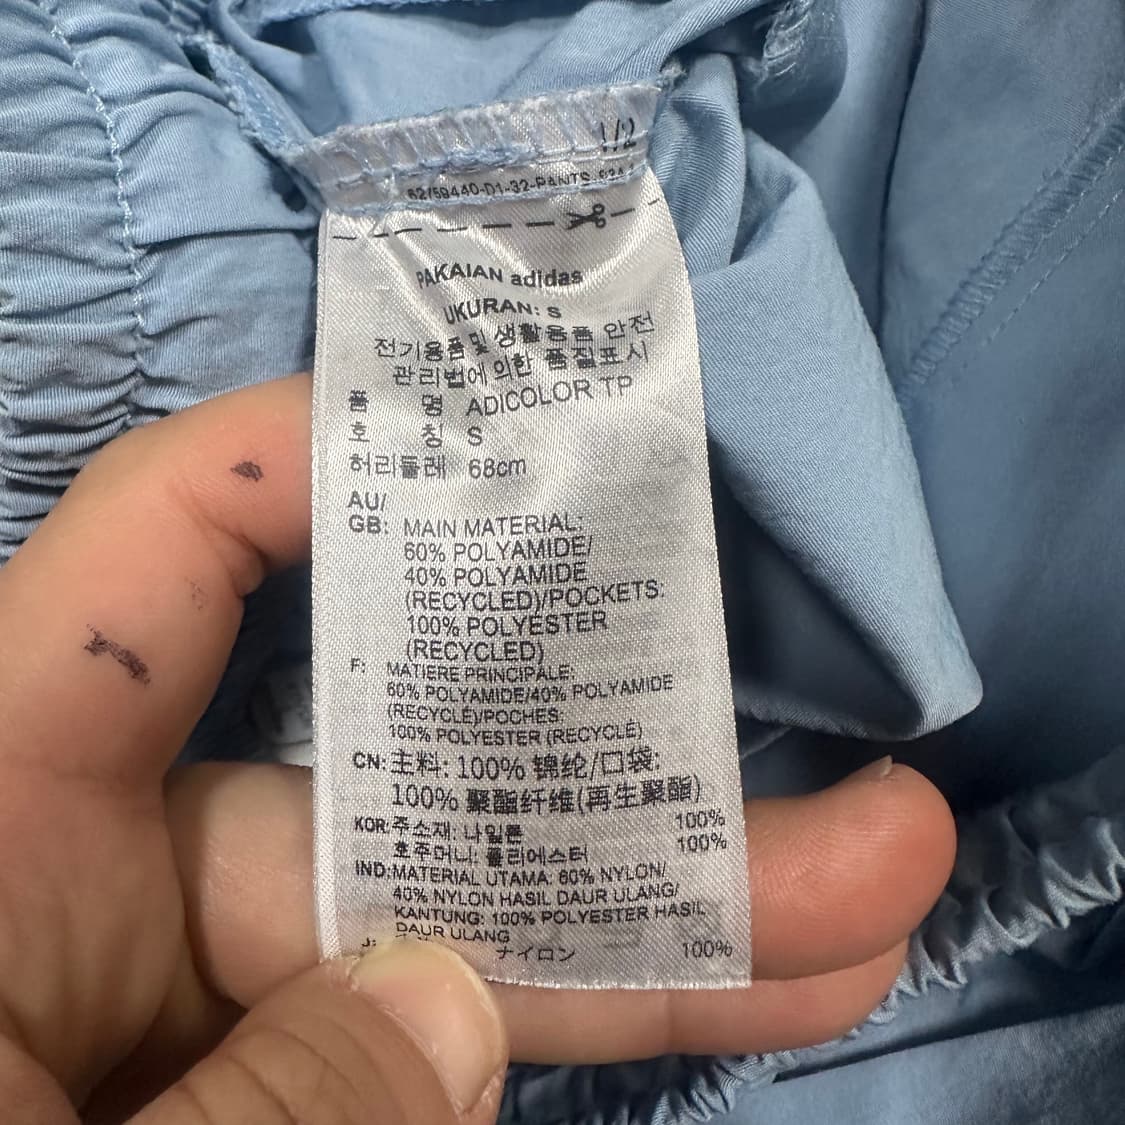 1/2
62759440-D1-32-PANTS
PAKAIAN adidas
UKURAN: S
전기용품 및 생활용품 안전
관리법에 의한 품질표시
품 명 ADICOLOR TP
호 칭 S
허리둘레 68cm
AU/
GB: MAIN MATERIAL:
60% POLYAMIDE/
40% POLYAMIDE
(RECYCLED)/POCKETS:
100% POLYESTER
(RECYCLED)
F: MATIERE PRINCIPALE:
60% POLYAMIDE/40% POLYAMIDE
(RECYCLÉ)/POCHES:
100% POLYESTER (RECYCLÉ)
CN: 主料: 100% 锦纶/口袋:
100% 聚酯纤维(再生聚酯)
KOR: 주소재: 나일론 100%
호주머니: 폴리에스터 100%
IND: MATERIAL UTAMA: 60% NYLON/
40% NYLON HASIL DAUR ULANG/
KANTUNG: 100% POLYESTER HASIL
DAUR ULANG
J: ナイロン 100%